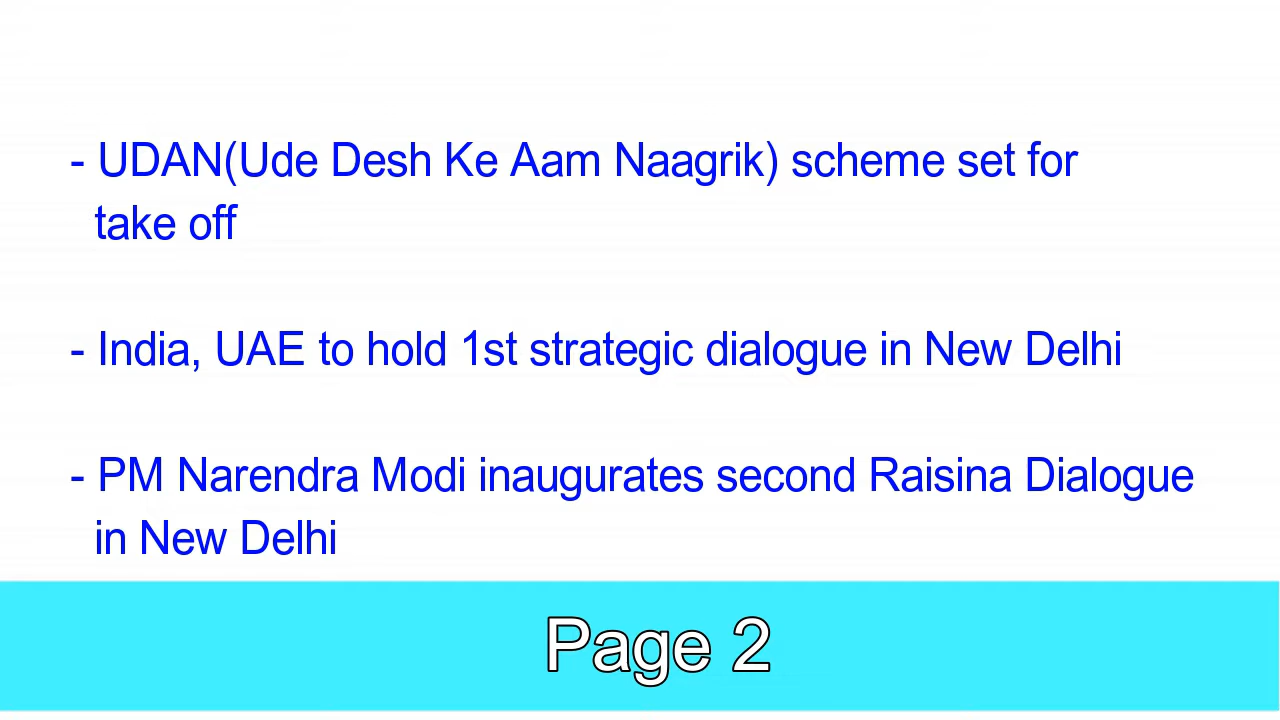 - UDAN(Ude Desh Ke Aam Naagrik) scheme set for
take off
- India, UAE to hold 1st strategic dialogue in New Delhi
- PM Narendra Modi inaugurates second Raisina Dialogue
in New Delhi
Page 2